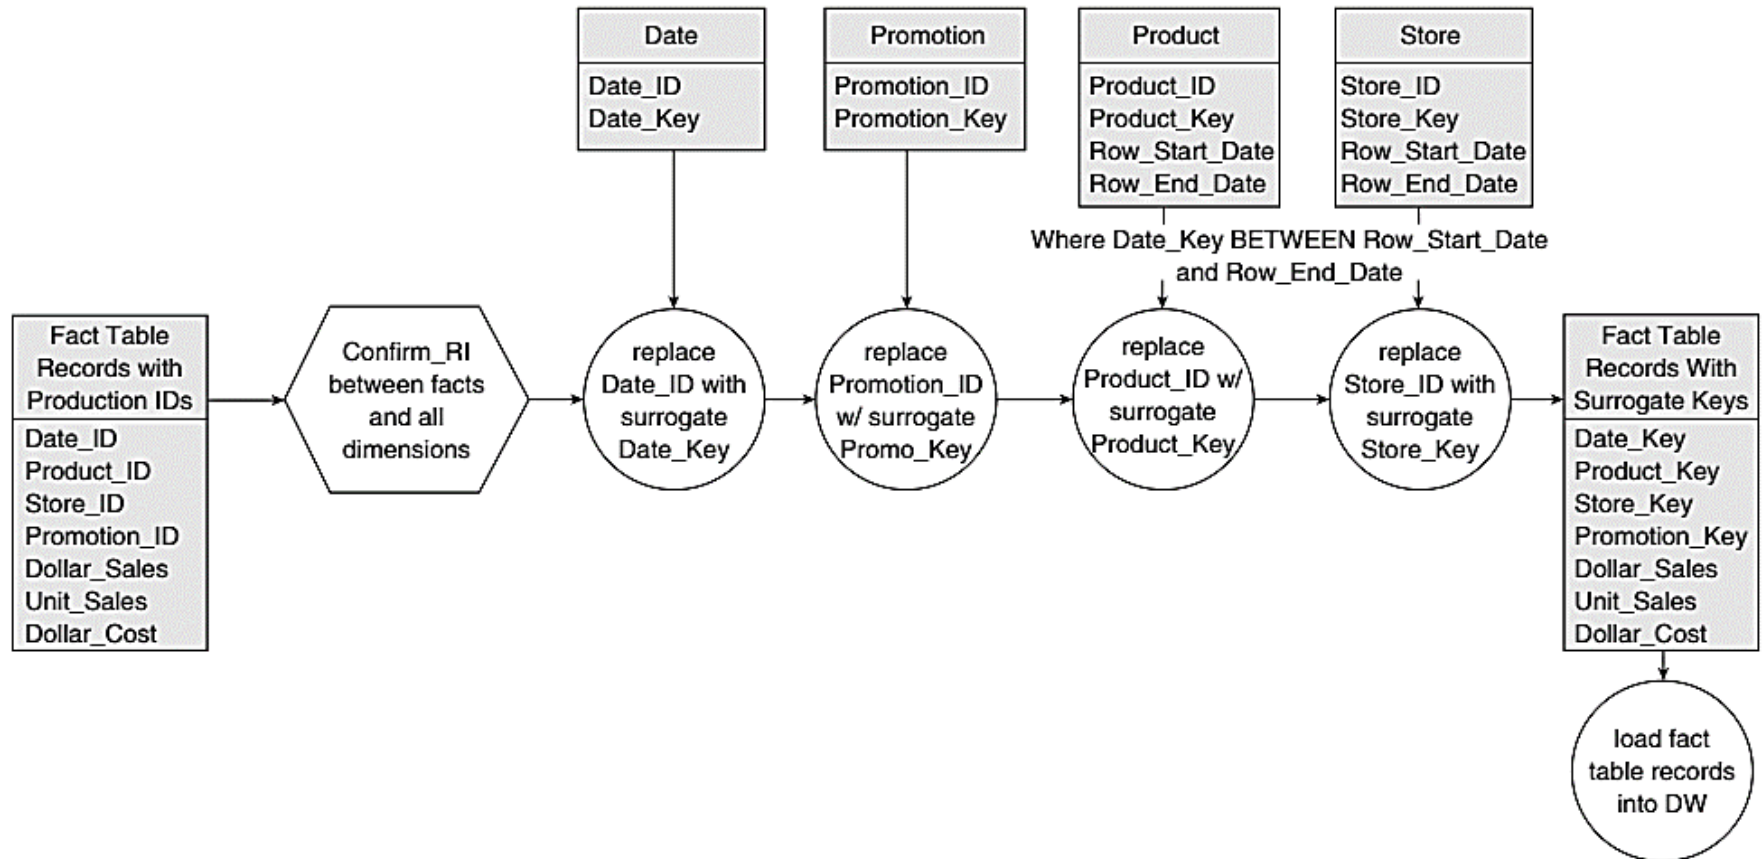 Date
Date_ID
Date_Key
Promotion
Promotion_ID
Promotion_Key
Product
Product_ID
Product_Key
Row_Start_Date
Row_End_Date
Store
Store_ID
Store_Key
Row_Start_Date
Row_End_Date
Where Date_Key BETWEEN Row_Start_Date
and Row_End_Date
Fact Table
Records with
Production IDs
Date_ID
Product_ID
Store_ID
Promotion_ID
Dollar_Sales
Unit_Sales
Dollar_Cost
Confirm_RI
between facts
and all
dimensions
replace
Date_ID with
surrogate
Date_Key
replace
Promotion_ID
w/ surrogate
Promo_Key
replace
Product_ID w/
surrogate
Product_Key
replace
Store_ID with
surrogate
Store_Key
Fact Table
Records With
Surrogate Keys
Date_Key
Product_Key
Store_Key
Promotion_Key
Dollar_Sales
Unit_Sales
Dollar_Cost
load fact
table records
into DW